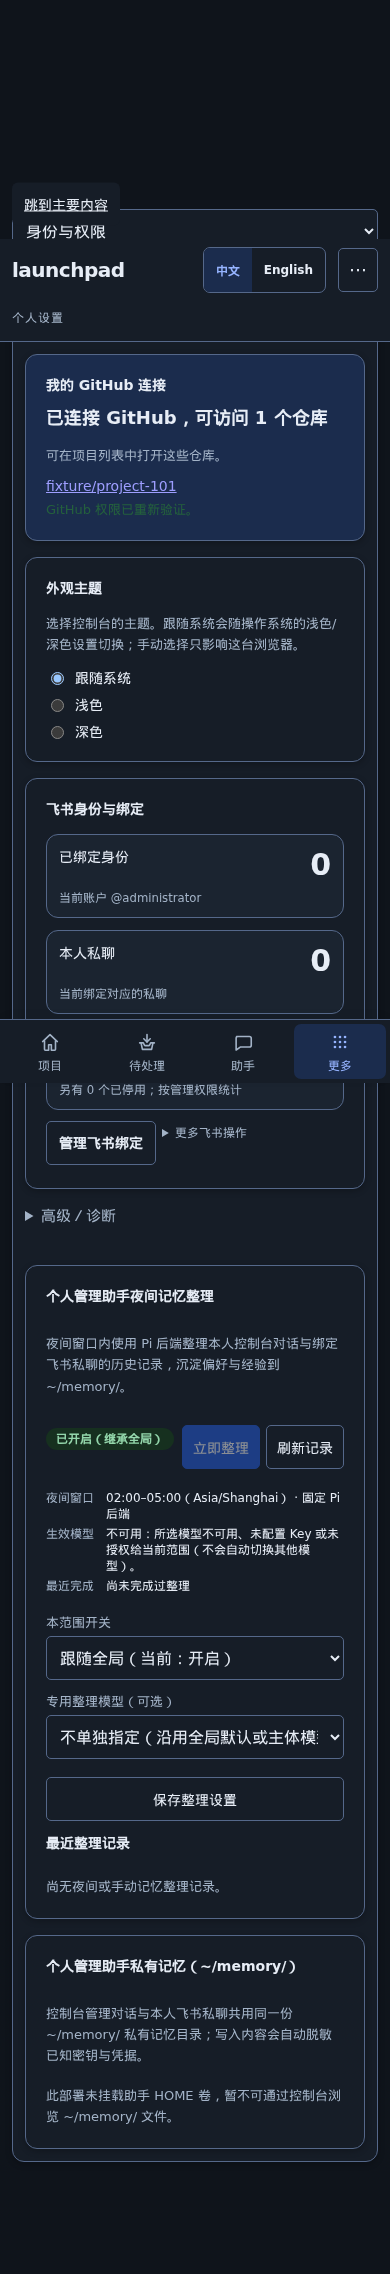 跳到主要内容
身份与权限
launchpad
中文
English
···
个人设置
我的 GitHub 连接
已连接 GitHub，可访问 1 个仓库
可在项目列表中打开这些仓库。
fixture/project-101
GitHub 权限已重新验证。
外观主题
选择控制台的主题。跟随系统会随操作系统的浅色/
深色设置切换；手动选择只影响这台浏览器。
跟随系统
浅色
深色
飞书身份与绑定
已绑定身份
0
当前账户 @administrator
本人私聊
0
当前绑定对应的私聊
项目
待处理
助手
更多
另有 0 个已停用；按管理权限统计
管理飞书绑定
▶ 更多飞书操作
▶ 高级 / 诊断
个人管理助手夜间记忆整理
夜间窗口内使用 Pi 后端整理本人控制台对话与绑定
飞书私聊的历史记录，沉淀偏好与经验到
~/memory/。
已开启（继承全局）
立即整理
刷新记录
夜间窗口
02:00–05:00（Asia/Shanghai） · 固定 Pi
后端
生效模型
不可用：所选模型不可用、未配置 Key 或未
授权给当前范围（不会自动切换其他模
型）。
最近完成
尚未完成过整理
本范围开关
跟随全局（当前：开启）
专用整理模型（可选）
不单独指定（沿用全局默认或主体模
保存整理设置
最近整理记录
尚无夜间或手动记忆整理记录。
个人管理助手私有记忆（~/memory/）
控制台管理对话与本人飞书私聊共用同一份
~/memory/ 私有记忆目录；写入内容会自动脱敏
已知密钥与凭据。
此部署未挂载助手 HOME 卷，暂不可通过控制台浏
览 ~/memory/ 文件。